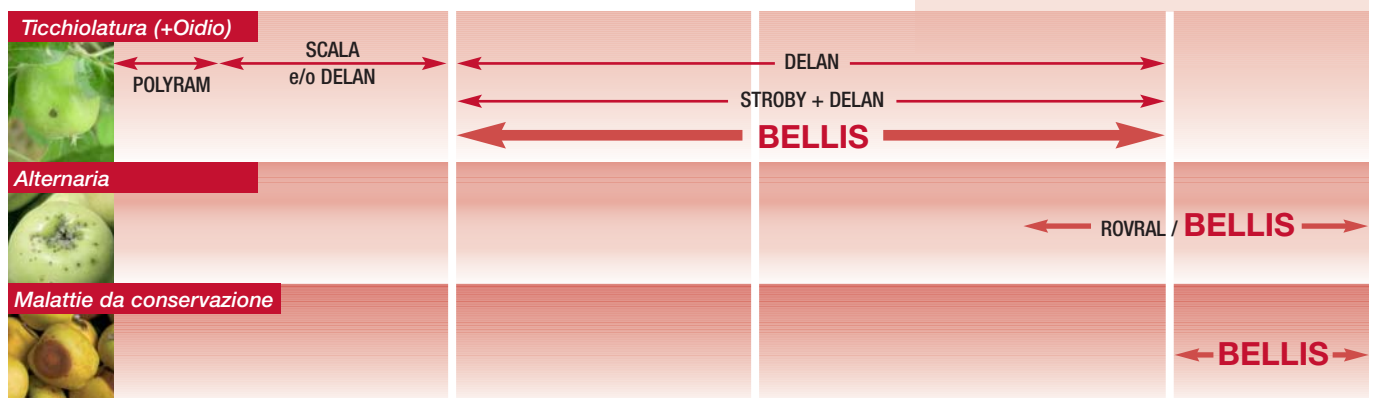 Ticchiolatura (+Oidio)
POLYRAM
SCALA
e/o DELAN
DELAN
STROBY + DELAN
BELLIS
Alternaria
ROVRAL / BELLIS
Malattie da conservazione
BELLIS